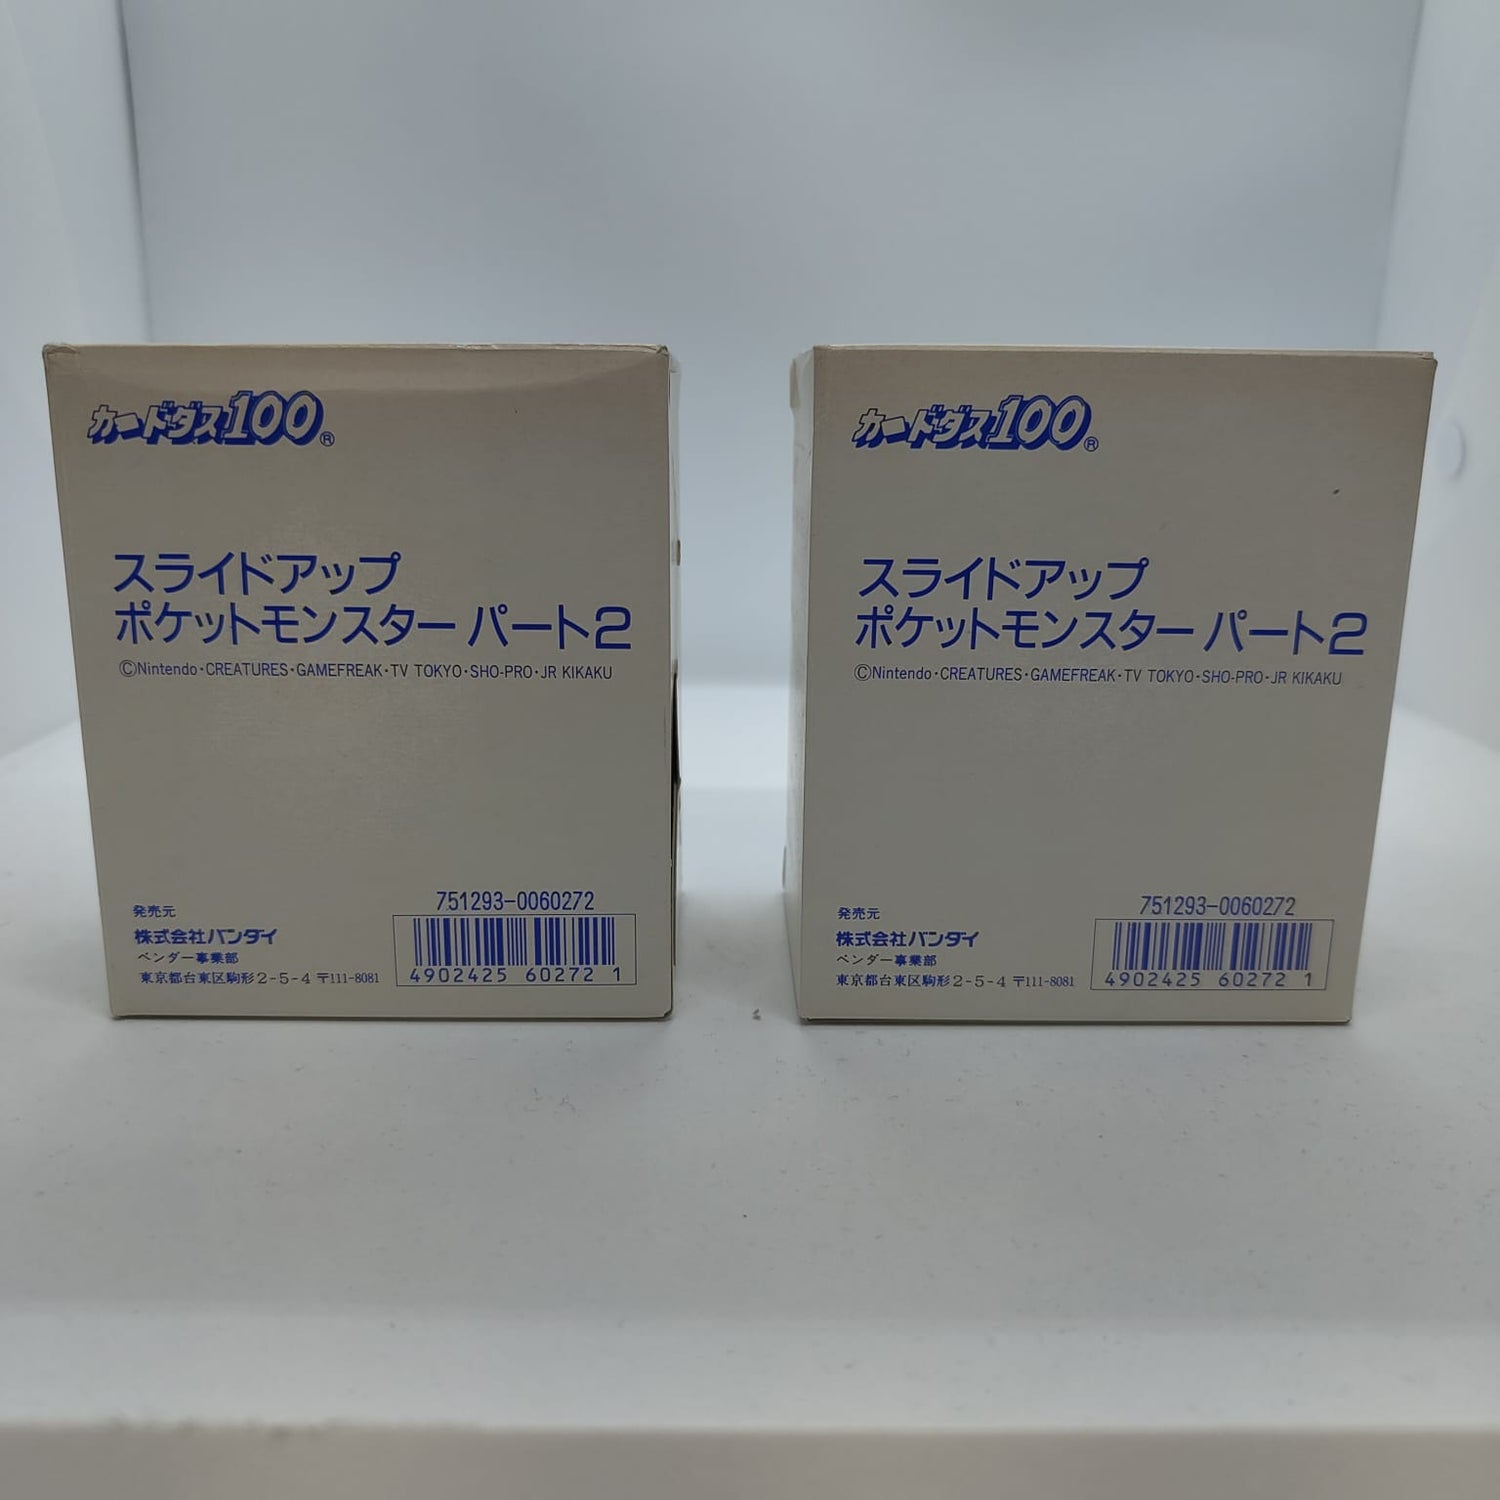 カードダス100®
スライドアップ
ポケットモンスター パート2
©Nintendo・CREATURES・GAMEFREAK・TV TOKYO・SHO-PRO・JR KIKAKU
発売元
株式会社バンダイ
ベンダー事業部
東京都台東区駒形2-5-4 〒111-8081
751293-0060272
4902425 60272 1
カードダス100®
スライドアップ
ポケットモンスター パート2
©Nintendo・CREATURES・GAMEFREAK・TV TOKYO・SHO-PRO・JR KIKAKU
発売元
株式会社バンダイ
ベンダー事業部
東京都台東区駒形2-5-4 〒111-8081
751293-0060272
4902425 60272 1